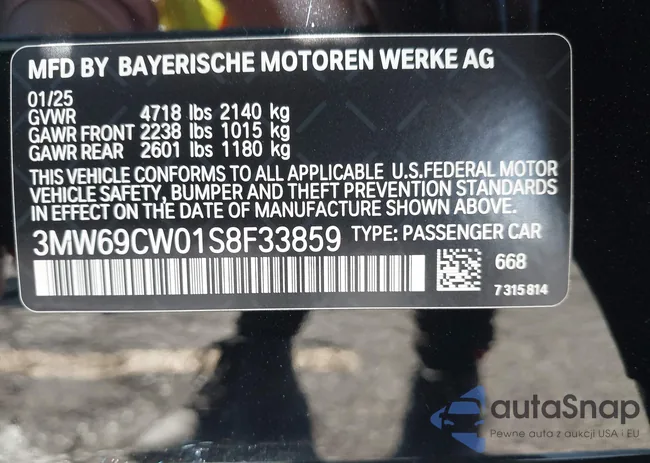 MFD BY BAYERISCHE MOTOREN WERKE AG
01/25
GVWR 4718 lbs 2140 kg
GAWR FRONT 2238 lbs 1015 kg
GAWR REAR 2601 lbs 1180 kg
THIS VEHICLE CONFORMS TO ALL APPLICABLE U.S.FEDERAL MOTOR
VEHICLE SAFETY, BUMPER AND THEFT PREVENTION STANDARDS
IN EFFECT ON THE DATE OF MANUFACTURE SHOWN ABOVE.
3MW69CW01S8F33859 TYPE: PASSENGER CAR
668
7 315 814
autaSnap
Pewne auta z aukcji USA i EU